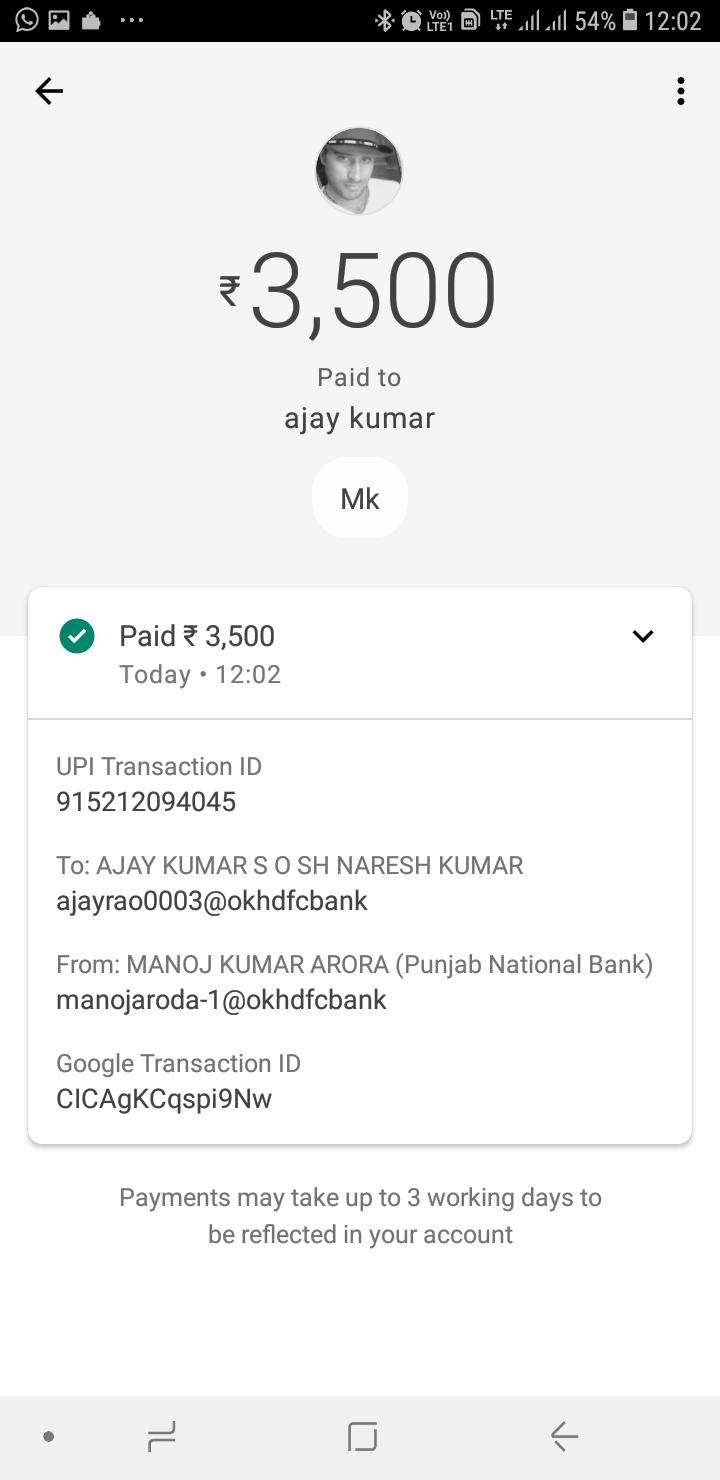 Vo)) LTE
LTE1 54% 12:02
₹3,500
Paid to
ajay kumar
Mk
Paid ₹ 3,500
Today • 12:02
UPI Transaction ID
915212094045
To: AJAY KUMAR S O SH NARESH KUMAR
ajayrao0003@okhdfcbank
From: MANOJ KUMAR ARORA (Punjab National Bank)
manojaroda-1@okhdfcbank
Google Transaction ID
CICAgKCqspi9Nw
Payments may take up to 3 working days to
be reflected in your account